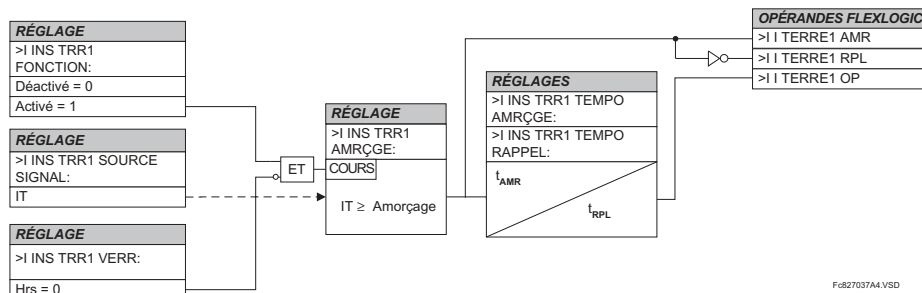 RÉGLAGE
>I INS TRR1
FONCTION:
Déactivé = 0
Activé = 1
RÉGLAGE
>I INS TRR1 SOURCE
SIGNAL:
IT
RÉGLAGE
>I INS TRR1 VERR:
Hrs = 0
ET
RÉGLAGE
>I INS TRR1
AMRÇGE:
COURS
IT ≥ Amorçage
RÉGLAGES
>I INS TRR1 TEMPO
AMRÇGE:
>I INS TRR1 TEMPO
RAPPEL:
tAMR
tRPL
OPÉRANDES FLEXLOGIC
>I I TERRE1 AMR
>I I TERRE1 RPL
>I I TERRE1 OP
Fc827037A4.VSD